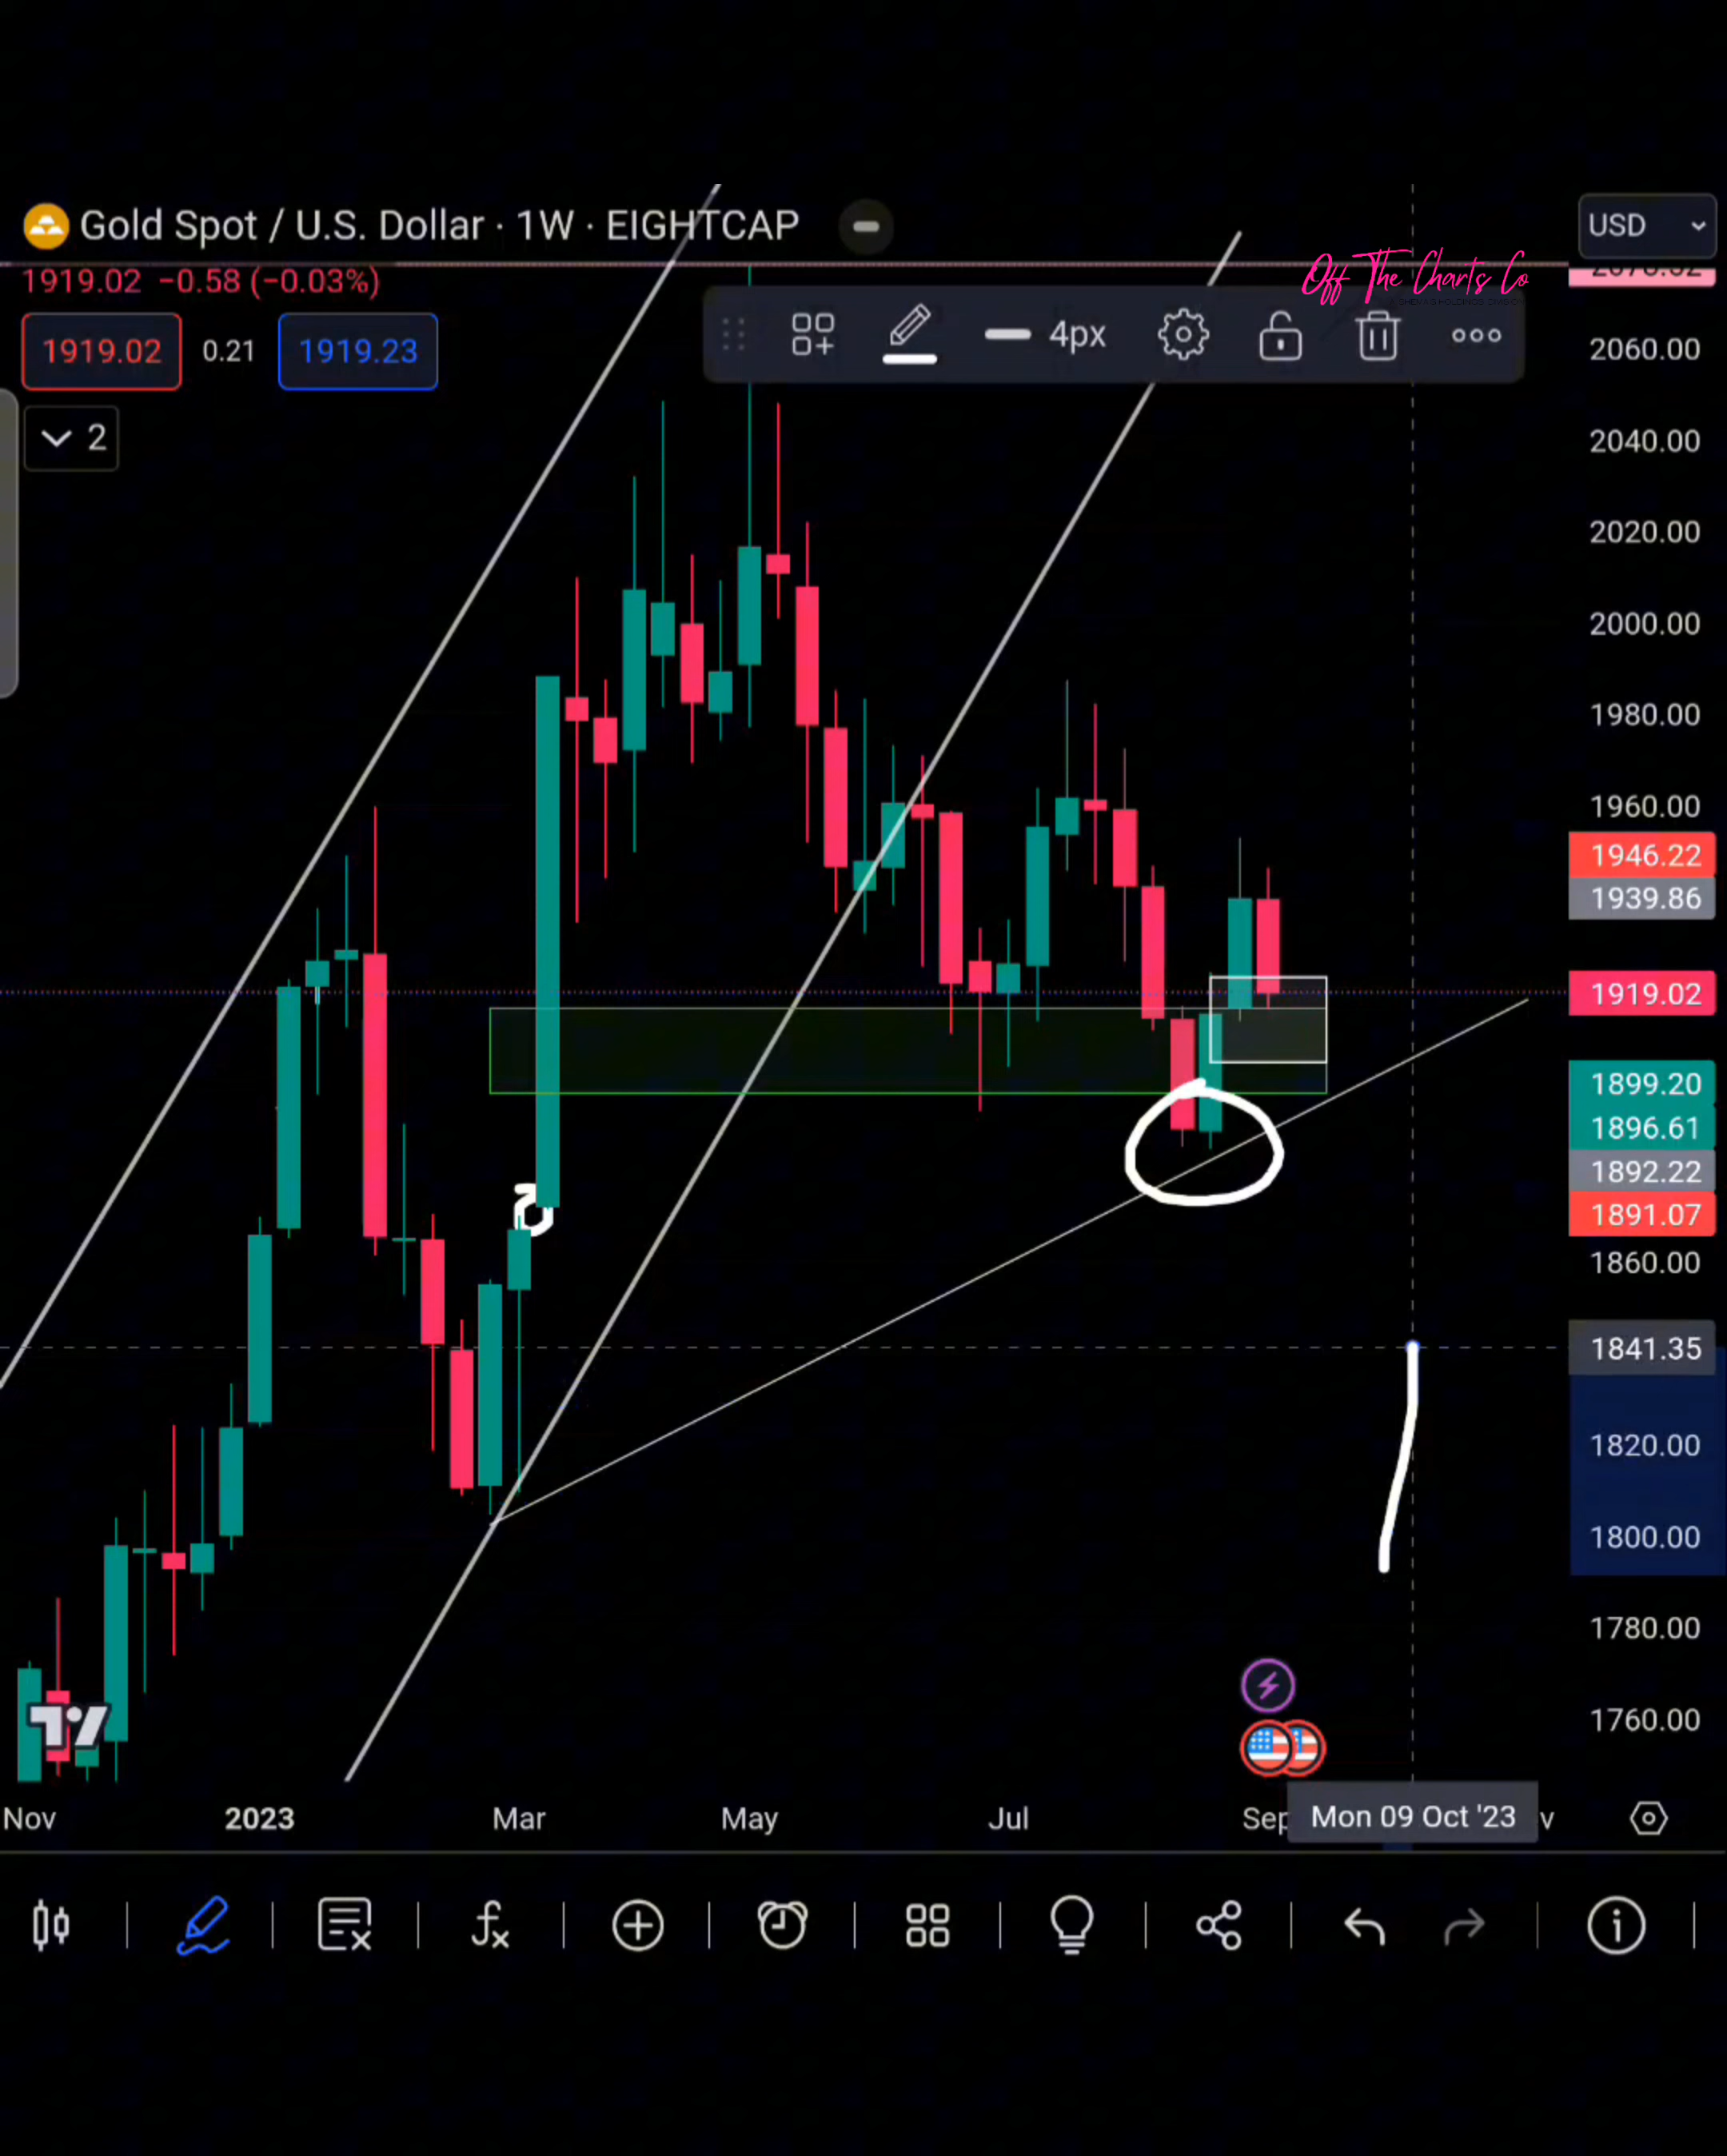 Gold Spot / U.S. Dollar · 1W · EIGHTCAP
USD
Off The Charts Co
1919.02 −0.58 (−0.03%)
1919.02 0.21 1919.23
4px
2
2060.00
2040.00
2020.00
2000.00
1980.00
1960.00
1946.22
1939.86
1919.02
1899.20
1896.61
1892.22
1891.07
1860.00
1841.35
1820.00
1800.00
1780.00
1760.00
Nov 2023 Mar May Jul Sep Mon 09 Oct '23 v